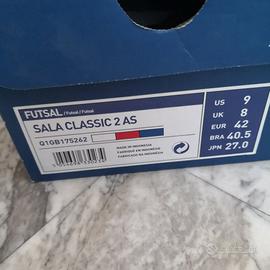 FUTSAL / Futsal / Futsal
SALA CLASSIC 2 AS
Q1GB175262
MADE IN INDONESIA
FABRIQUÉ EN INDONÉSIE
FABRICADO EN INDONESIA
US 9
UK 8
EUR 42
BRA 40.5
JPN 27.0
subito